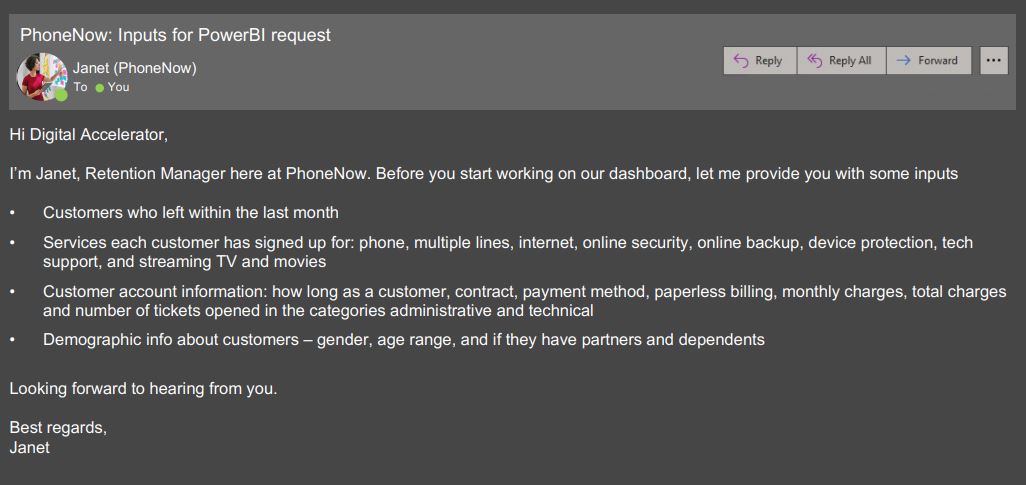 PhoneNow: Inputs for PowerBI request
Janet (PhoneNow)
To You
Reply
Reply All
Forward
Hi Digital Accelerator,
I'm Janet, Retention Manager here at PhoneNow. Before you start working on our dashboard, let me provide you with some inputs
• Customers who left within the last month
• Services each customer has signed up for: phone, multiple lines, internet, online security, online backup, device protection, tech
support, and streaming TV and movies
• Customer account information: how long as a customer, contract, payment method, paperless billing, monthly charges, total charges
and number of tickets opened in the categories administrative and technical
• Demographic info about customers – gender, age range, and if they have partners and dependents
Looking forward to hearing from you.
Best regards,
Janet